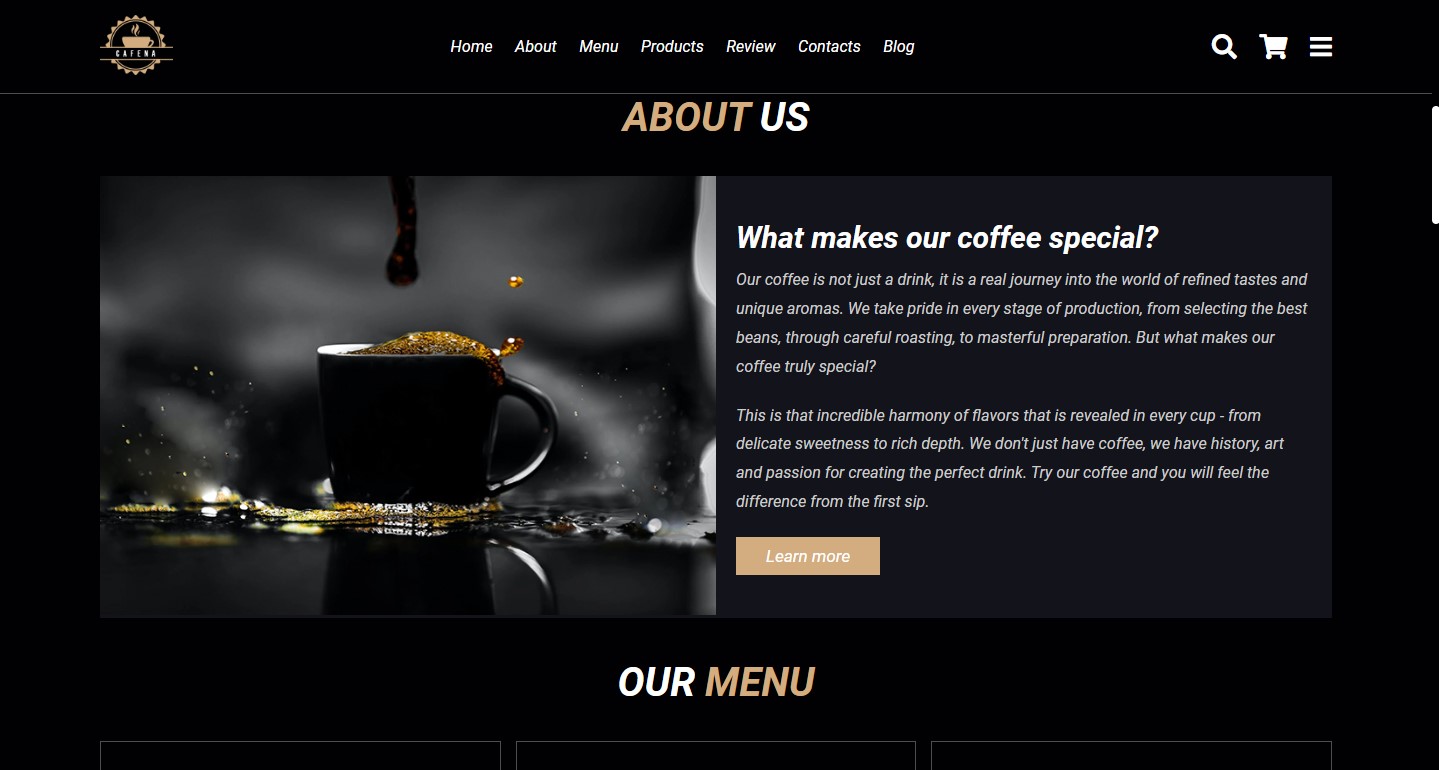 CAFENA
Home About Menu Products Review Contacts Blog
ABOUT US
What makes our coffee special?
Our coffee is not just a drink, it is a real journey into the world of refined tastes and
unique aromas. We take pride in every stage of production, from selecting the best
beans, through careful roasting, to masterful preparation. But what makes our
coffee truly special?
This is that incredible harmony of flavors that is revealed in every cup - from
delicate sweetness to rich depth. We don't just have coffee, we have history, art
and passion for creating the perfect drink. Try our coffee and you will feel the
difference from the first sip.
Learn more
OUR MENU